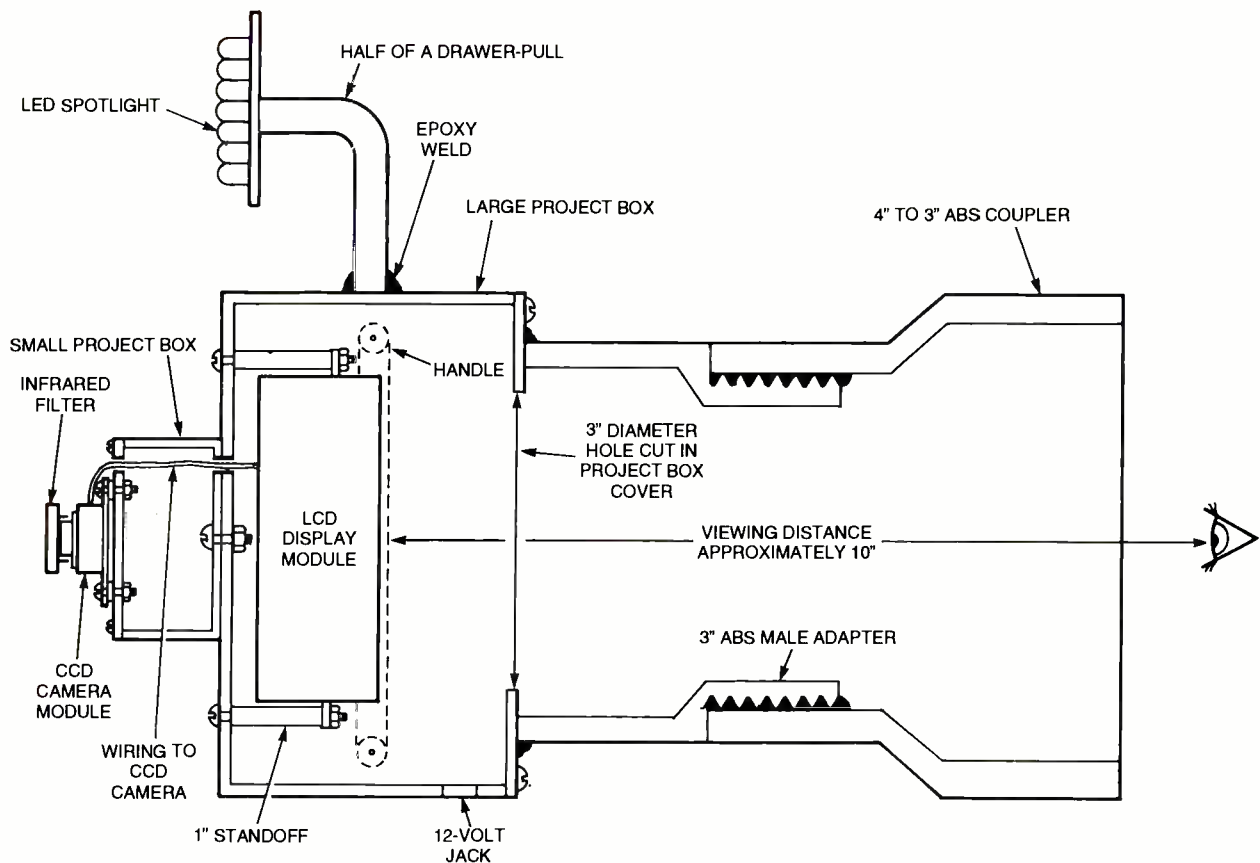 HALF OF A DRAWER-PULL
LED SPOTLIGHT
EPOXY
WELD
LARGE PROJECT BOX
4" TO 3" ABS COUPLER
SMALL PROJECT BOX
INFRARED
FILTER
HANDLE
3" DIAMETER
HOLE CUT IN
PROJECT BOX
COVER
LCD
DISPLAY
MODULE
VIEWING DISTANCE
APPROXIMATELY 10"
3" ABS MALE ADAPTER
CCD
CAMERA
MODULE
WIRING TO
CCD
CAMERA
1" STANDOFF
12-VOLT
JACK